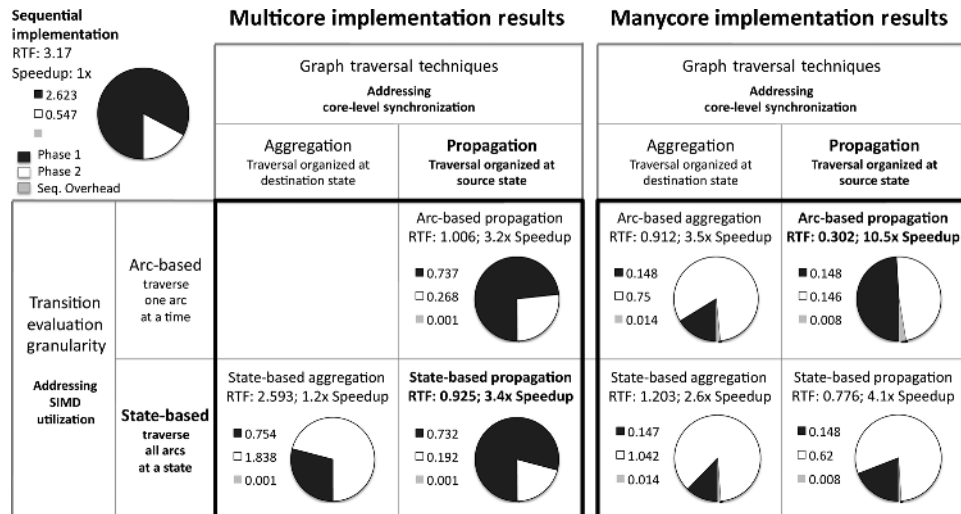 Sequential
implementation
RTF: 3.17
Speedup: 1x
2.623
0.547
Phase 1
Phase 2
Seq. Overhead
Multicore implementation results
Manycore implementation results
Graph traversal techniques
Addressing
core-level synchronization
Graph traversal techniques
Addressing
core-level synchronization
Aggregation
Traversal organized at
destination state
Propagation
Traversal organized at
source state
Aggregation
Traversal organized at
destination state
Propagation
Traversal organized at
source state
Transition
evaluation
granularity
Addressing
SIMD
utilization
Arc-based
traverse
one arc
at a time
Arc-based propagation
RTF: 1.006; 3.2x Speedup
0.737
0.268
0.001
Arc-based aggregation
RTF: 0.912; 3.5x Speedup
0.148
0.75
0.014
Arc-based propagation
RTF: 0.302; 10.5x Speedup
0.148
0.146
0.008
State-based
traverse
all arcs
at a state
State-based aggregation
RTF: 2.593; 1.2x Speedup
0.754
1.838
0.001
State-based propagation
RTF: 0.925; 3.4x Speedup
0.732
0.192
0.001
State-based aggregation
RTF: 1.203; 2.6x Speedup
0.147
1.042
0.014
State-based propagation
RTF: 0.776; 4.1x Speedup
0.148
0.62
0.008